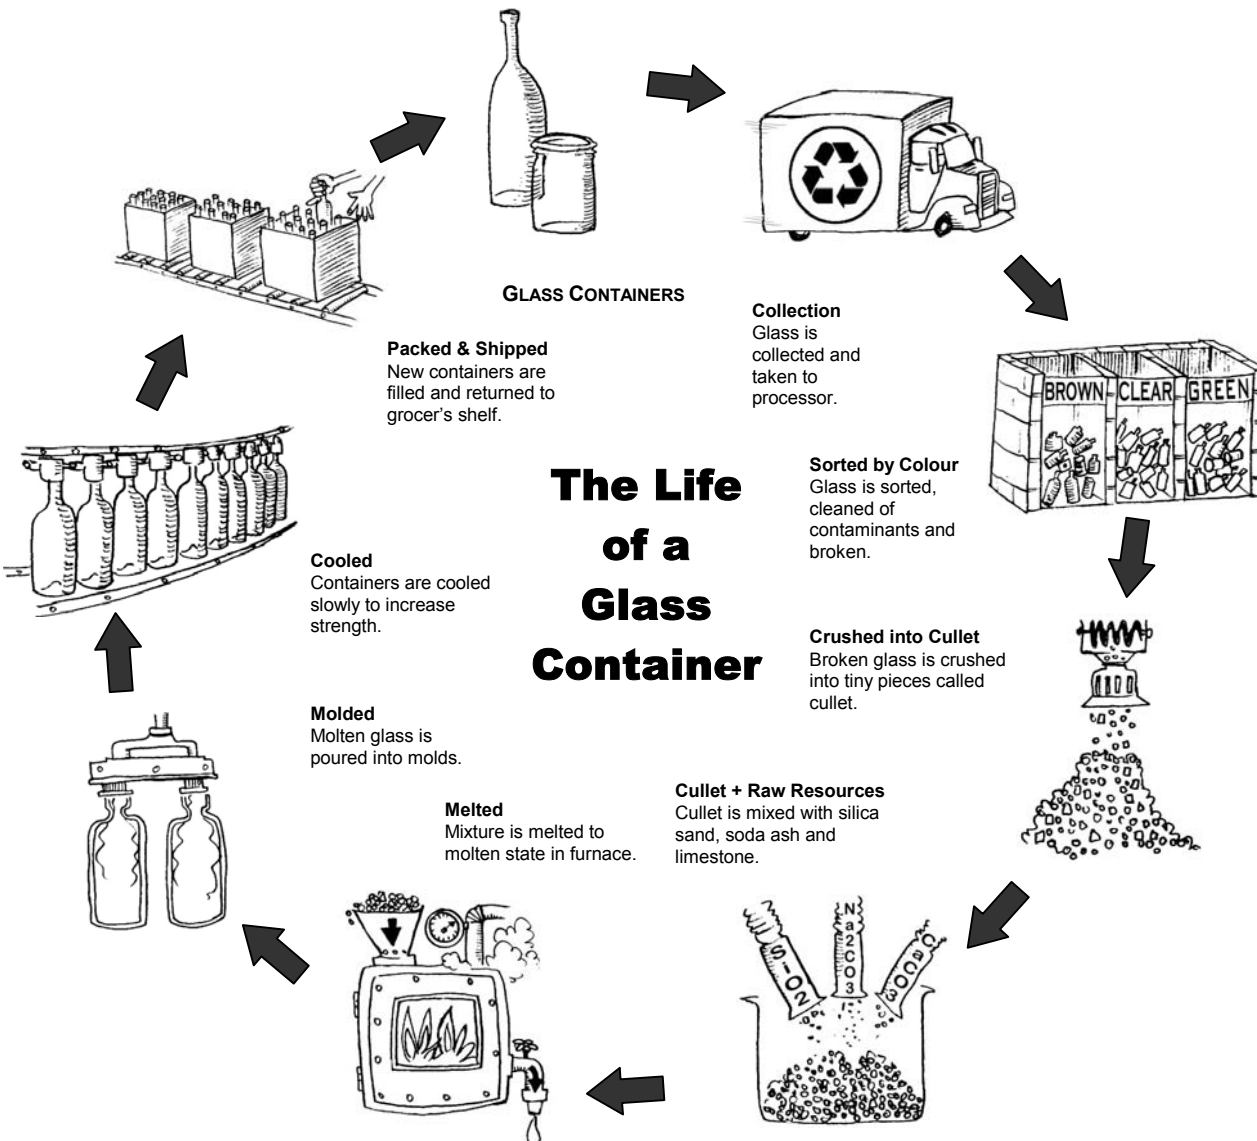 GLASS CONTAINERS
Collection
Glass is
collected and
taken to
processor.
BROWN
CLEAR
GREEN
Sorted by Colour
Glass is sorted,
cleaned of
contaminants and
broken.
Crushed into Cullet
Broken glass is crushed
into tiny pieces called
cullet.
Cullet + Raw Resources
Cullet is mixed with silica
sand, soda ash and
limestone.
SiO2
Na2CO3
CaCO3
Melted
Mixture is melted to
molten state in furnace.
Molded
Molten glass is
poured into molds.
Cooled
Containers are cooled
slowly to increase
strength.
Packed & Shipped
New containers are
filled and returned to
grocer's shelf.
The Life
of a
Glass
Container